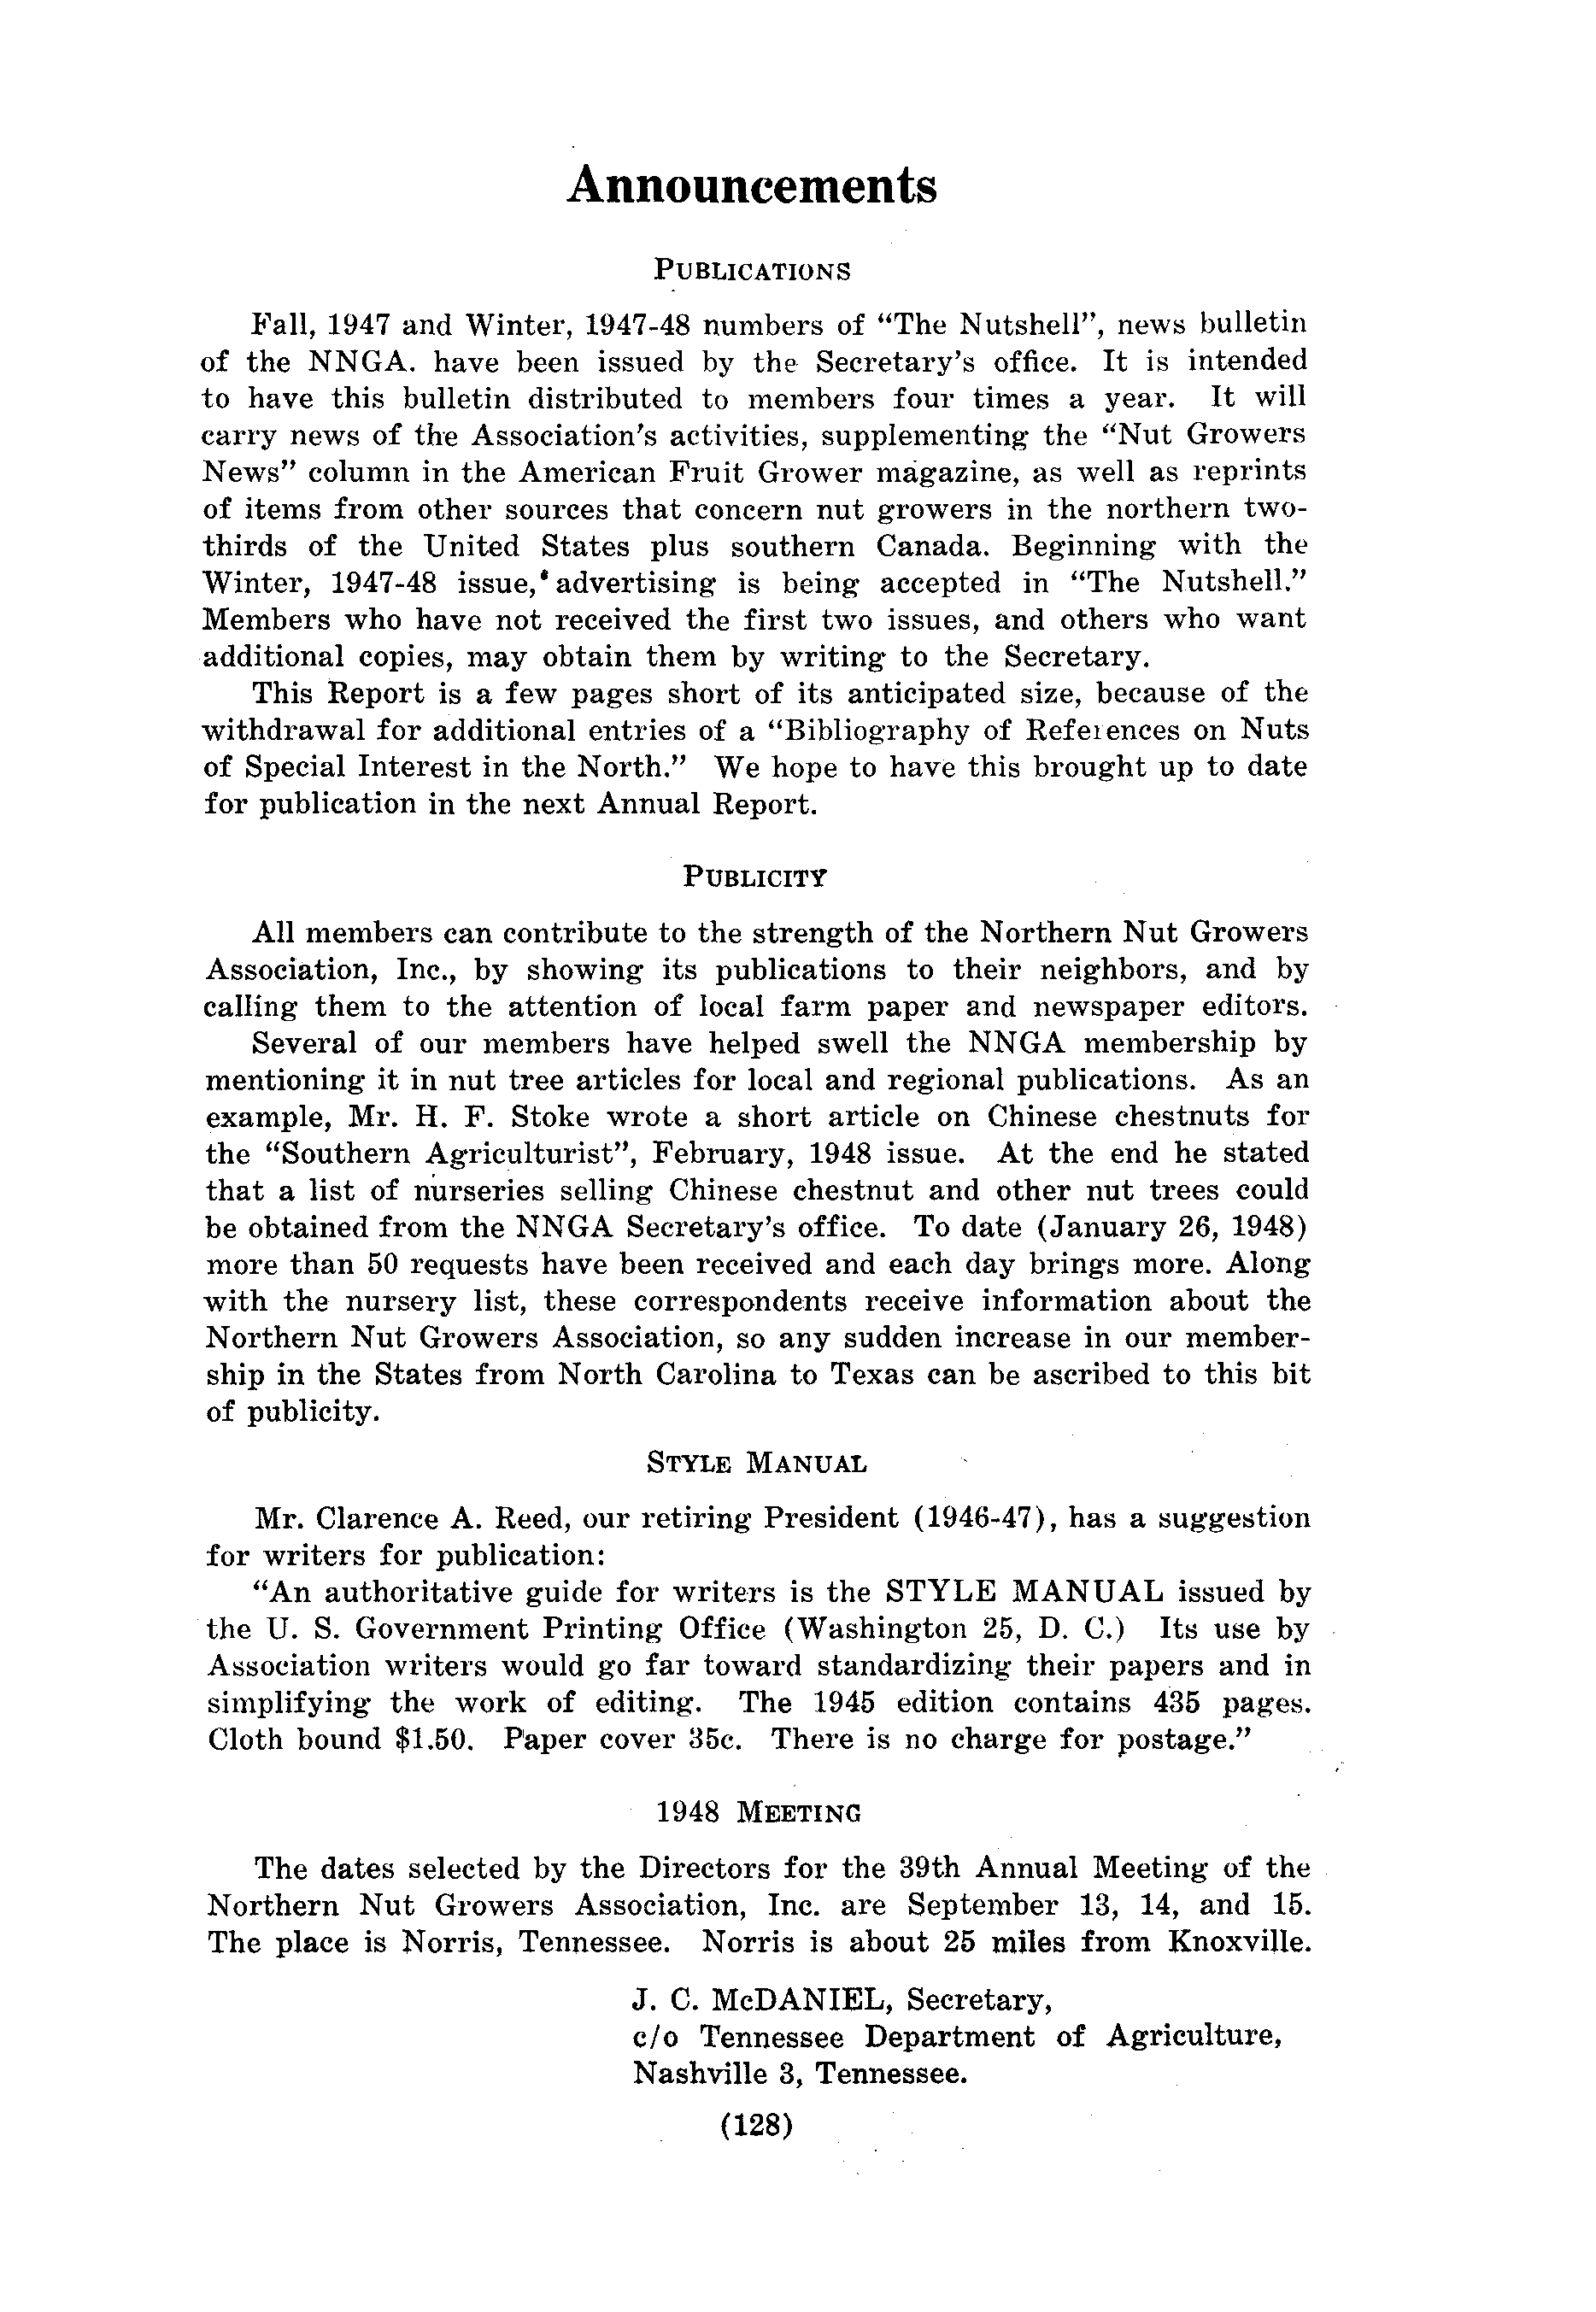 Announcements
PUBLICATIONS
Fall, 1947 and Winter, 1947-48 numbers of “The Nutshell”, news bulletin
of the NNGA. have been issued by the Secretary's office. It is intended
to have this bulletin distributed to members four times a year. It will
carry news of the Association's activities, supplementing the “Nut Growers
News” column in the American Fruit Grower magazine, as well as reprints
of items from other sources that concern nut growers in the northern two-
thirds of the United States plus southern Canada. Beginning with the
Winter, 1947-48 issue, advertising is being accepted in “The Nutshell.”
Members who have not received the first two issues, and others who want
additional copies, may obtain them by writing to the Secretary.
This Report is a few pages short of its anticipated size, because of the
withdrawal for additional entries of a “Bibliography of References on Nuts
of Special Interest in the North.” We hope to have this brought up to date
for publication in the next Annual Report.
PUBLICITY
All members can contribute to the strength of the Northern Nut Growers
Association, Inc., by showing its publications to their neighbors, and by
calling them to the attention of local farm paper and newspaper editors.
Several of our members have helped swell the NNGA membership by
mentioning it in nut tree articles for local and regional publications. As an
example, Mr. H. F. Stoke wrote a short article on Chinese chestnuts for
the “Southern Agriculturist”, February, 1948 issue. At the end he stated
that a list of nurseries selling Chinese chestnut and other nut trees could
be obtained from the NNGA Secretary's office. To date (January 26, 1948)
more than 50 requests have been received and each day brings more. Along
with the nursery list, these correspondents receive information about the
Northern Nut Growers Association, so any sudden increase in our member-
ship in the States from North Carolina to Texas can be ascribed to this bit
of publicity.
STYLE MANUAL
Mr. Clarence A. Reed, our retiring President (1946-47), has a suggestion
for writers for publication:
“An authoritative guide for writers is the STYLE MANUAL issued by
the U. S. Government Printing Office (Washington 25, D. C.) Its use by
Association writers would go far toward standardizing their papers and in
simplifying the work of editing. The 1945 edition contains 435 pages.
Cloth bound $1.50. Paper cover 35c. There is no charge for postage.”
1948 MEETING
The dates selected by the Directors for the 39th Annual Meeting of the
Northern Nut Growers Association, Inc. are September 13, 14, and 15.
The place is Norris, Tennessee. Norris is about 25 miles from Knoxville.
J. C. McDANIEL, Secretary,
c/o Tennessee Department of Agriculture,
Nashville 3, Tennessee.
(128)